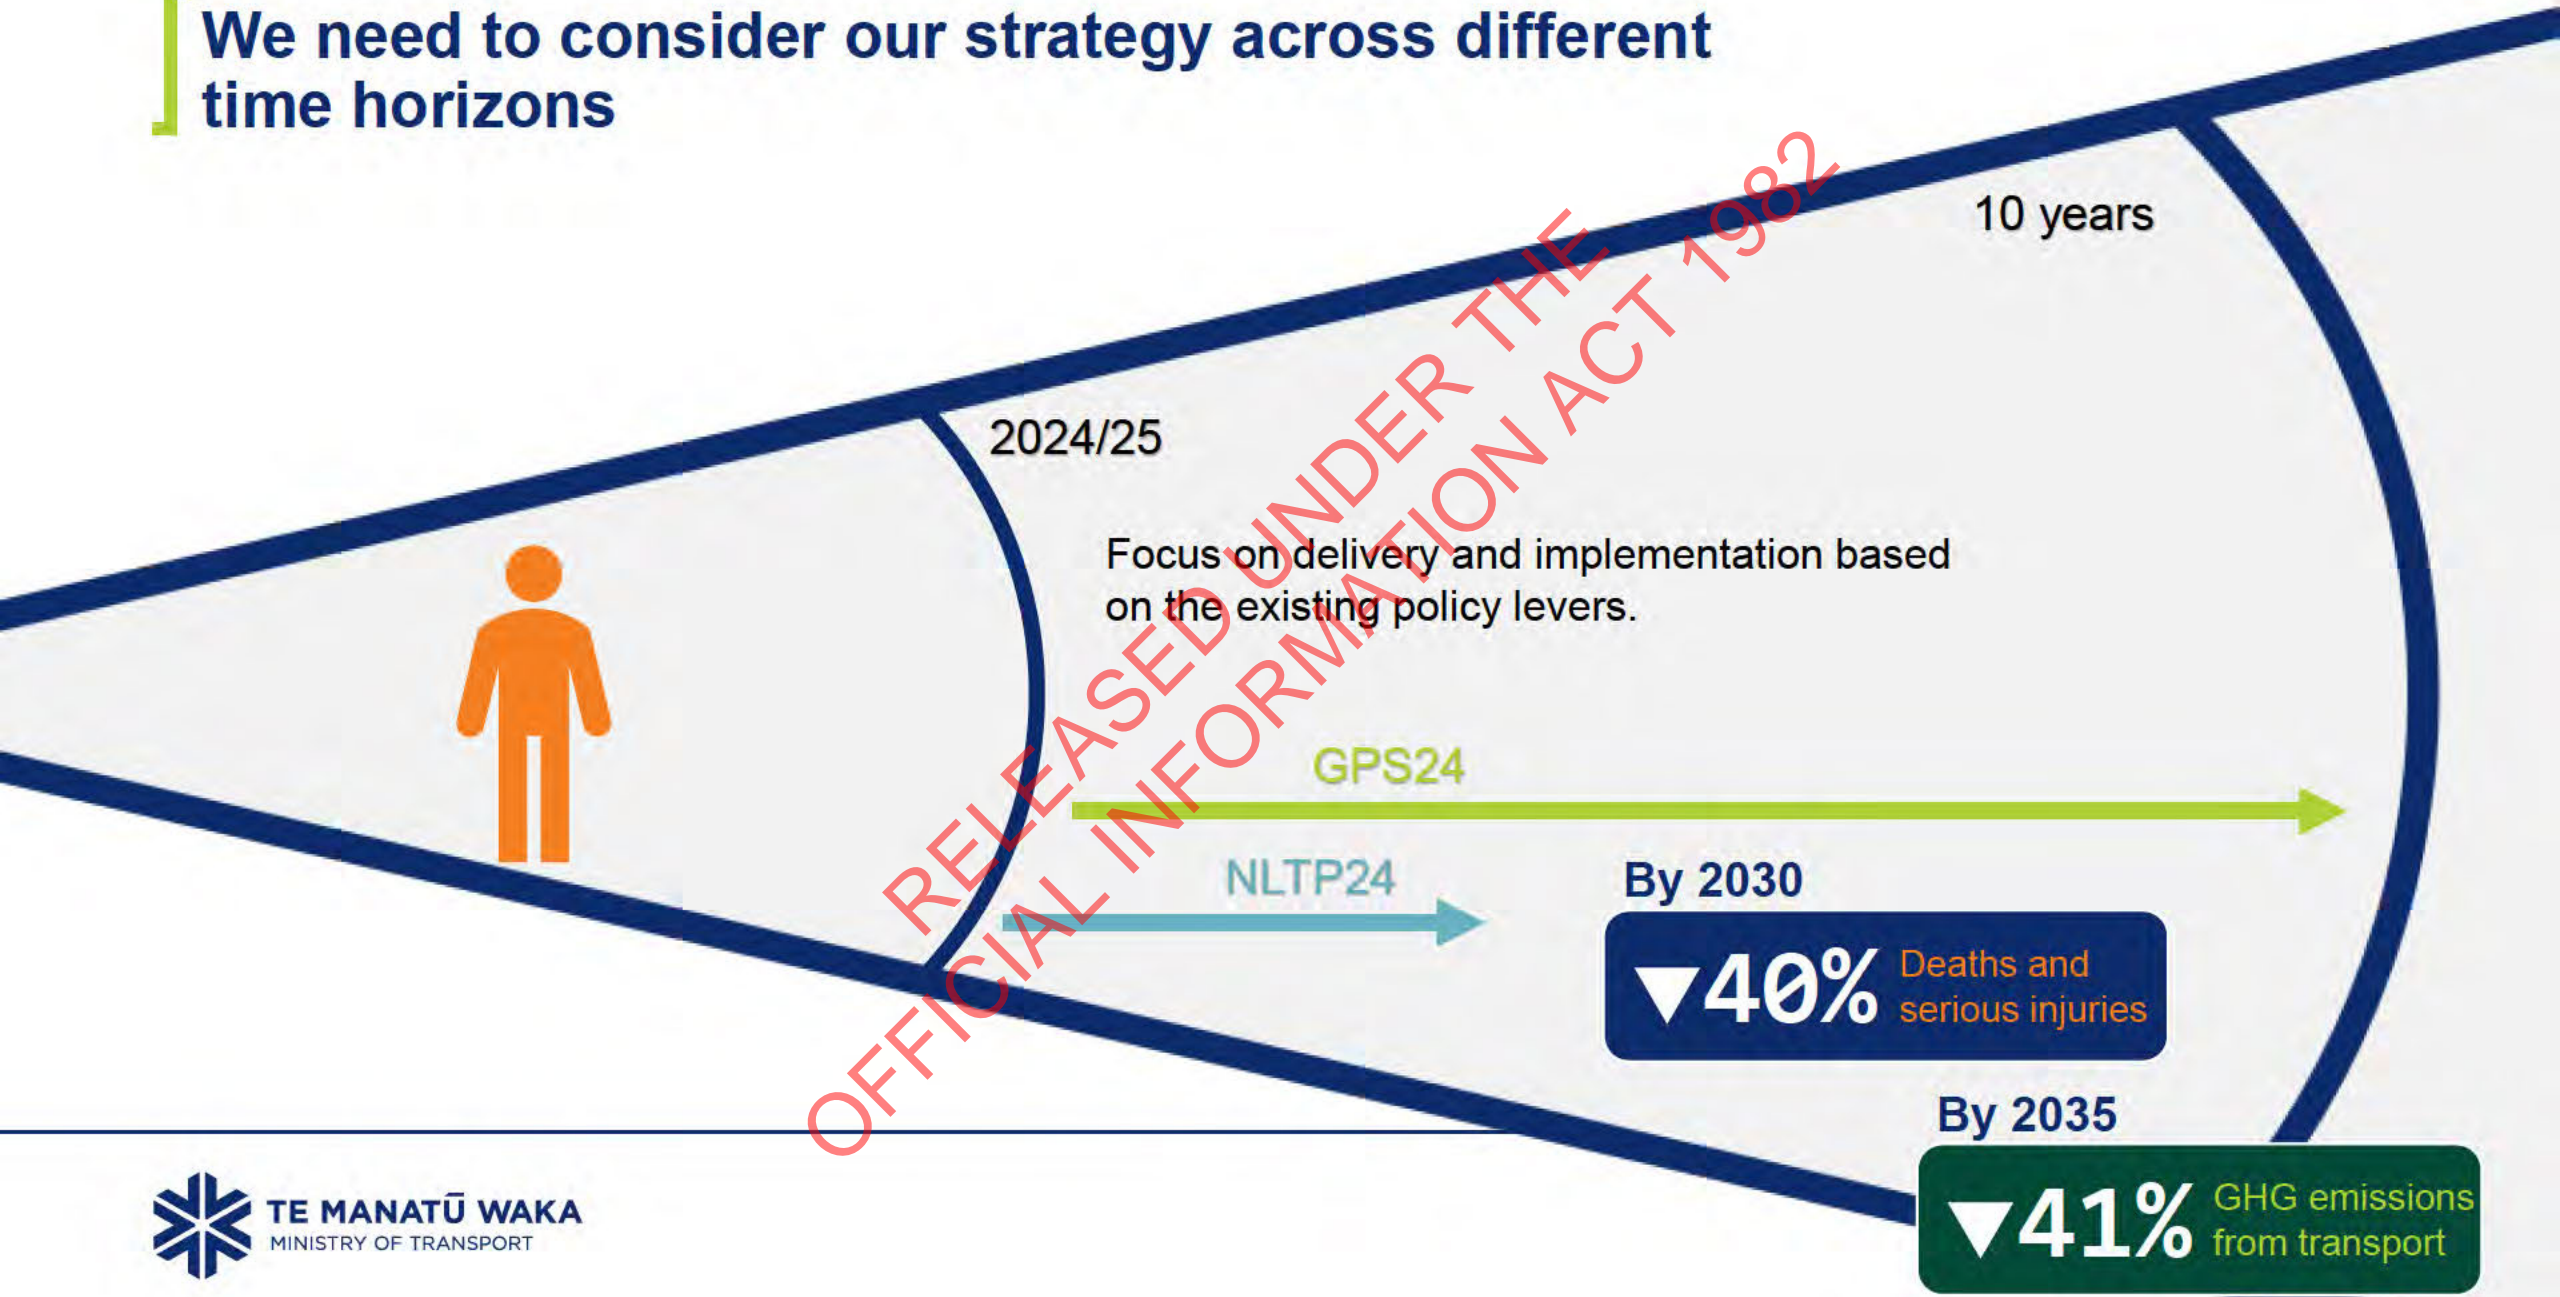 We need to consider our strategy across different
time horizons
10 years
2024/25
Focus on delivery and implementation based
on the existing policy levers.
GPS24
NLTP24
By 2030
▼40% Deaths and
serious injuries
By 2035
▼41% GHG emissions
from transport
TE MANATŪ WAKA
MINISTRY OF TRANSPORT
RELEASED UNDER THE
OFFICIAL INFORMATION ACT 1982